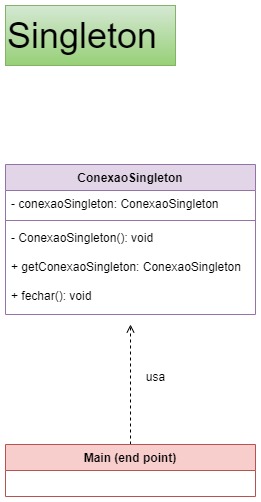 Singleton
ConexaoSingleton
- conexaoSingleton: ConexaoSingleton
- ConexaoSingleton(): void
+ getConexaoSingleton: ConexaoSingleton
+ fechar(): void
usa
Main (end point)